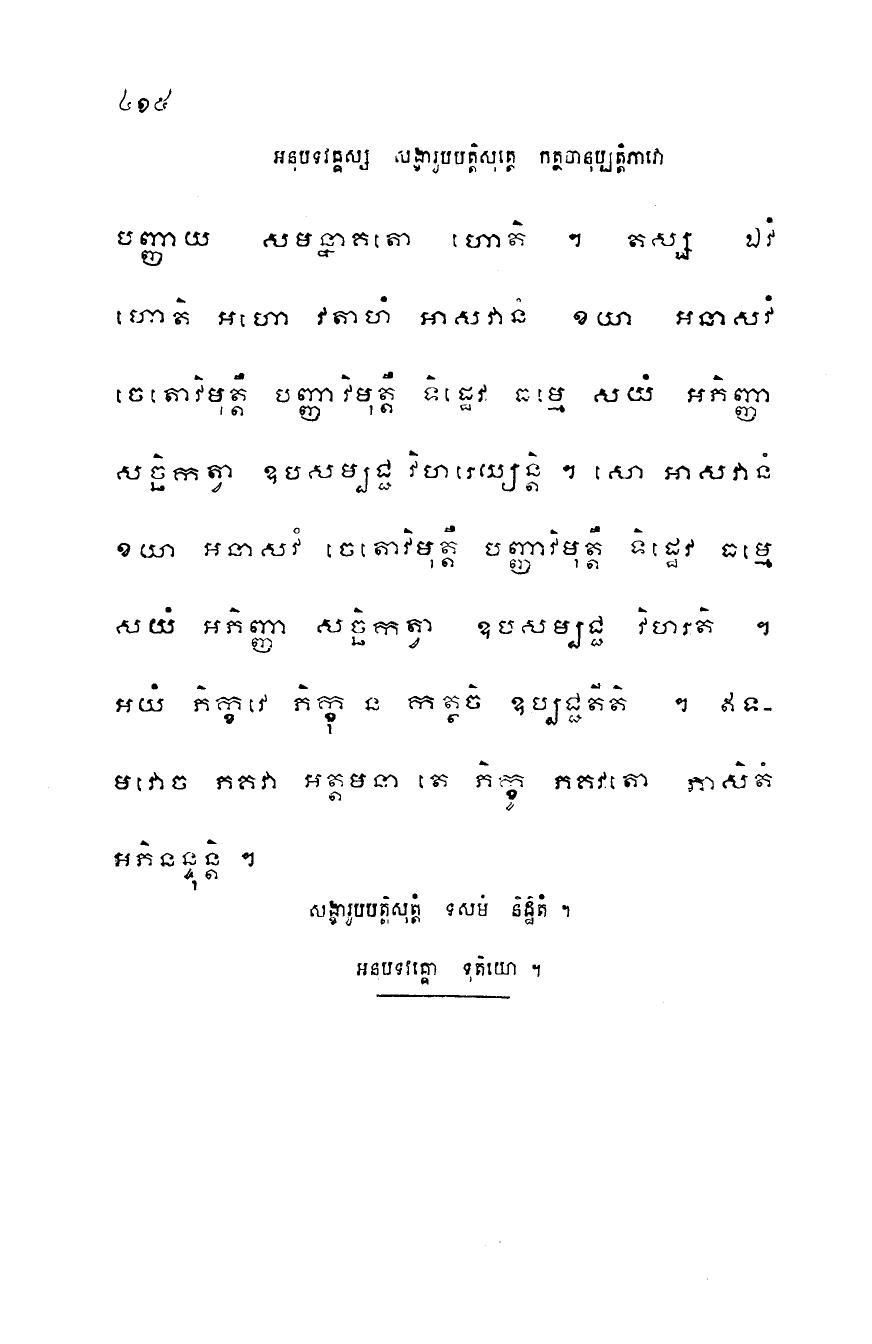 ៤១៥
អនុបទវគ្គស្ស សង្ខារូបបត្តិសុត្តេ កត្ថចានុប្បត្តិភាវោ
បញ្ញាយ សមន្នាគតោ ហោតិ ។ តស្ស ឯវំ
ហោតិ អហោ វតាហំ អាសវានំ ខយា អនាសវំ
ចេតោវិមុត្តឹ បញ្ញាវិមុត្តឹ ទិដ្ឋេវ ធម្មេ សយំ អភិញ្ញា
សច្ឆិកត្វា ឧបសម្បជ្ជ វិហារេយ្យេន្តិ ។ សោ អាសវានំ
ខយា អនាសវំ ចេតោវិមុត្តឹ បញ្ញាវិមុត្តឹ ទិដ្ឋេវ ធម្មេ
សយំ អភិញ្ញា សច្ឆិកត្វា ឧបសម្បជ្ជ វិហរតិ ។
អយំ ភិក្ខវេ ភិក្ខុ ន កត្ថចិ ឧប្បជ្ជតីតិ ។ ឥទ-
មវោច ភគវា អត្តមនា តេ ភិក្ខូ ភគវតោ ភាសិតំ
អភិនន្ទុន្តិ ។
សង្ខារូបបត្តិសុត្តំ ទសមំ និដ្ឋិតំ ។
អនុបទវគ្គោ ទុតិយោ ។